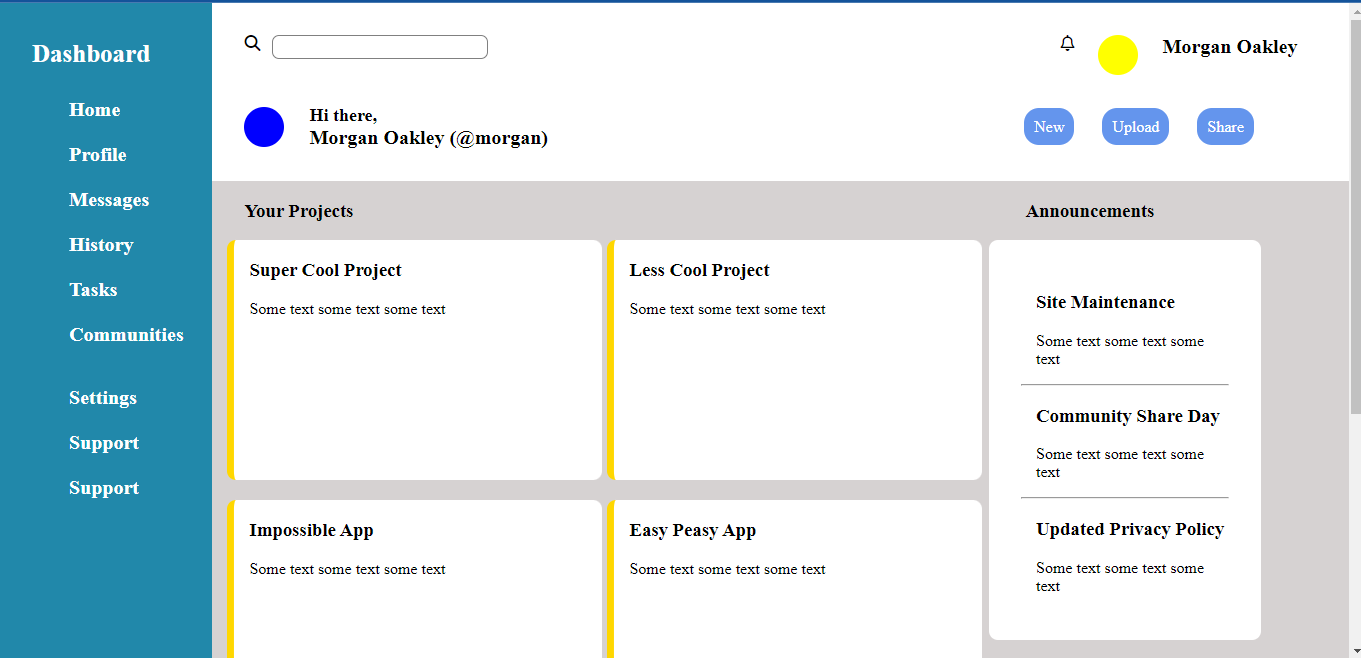 Dashboard
Home
Profile
Messages
History
Tasks
Communities
Settings
Support
Support
Morgan Oakley
Hi there,
Morgan Oakley (@morgan)
New
Upload
Share
Your Projects
Super Cool Project
Some text some text some text
Less Cool Project
Some text some text some text
Impossible App
Some text some text some text
Easy Peasy App
Some text some text some text
Announcements
Site Maintenance
Some text some text some
text
Community Share Day
Some text some text some
text
Updated Privacy Policy
Some text some text some
text